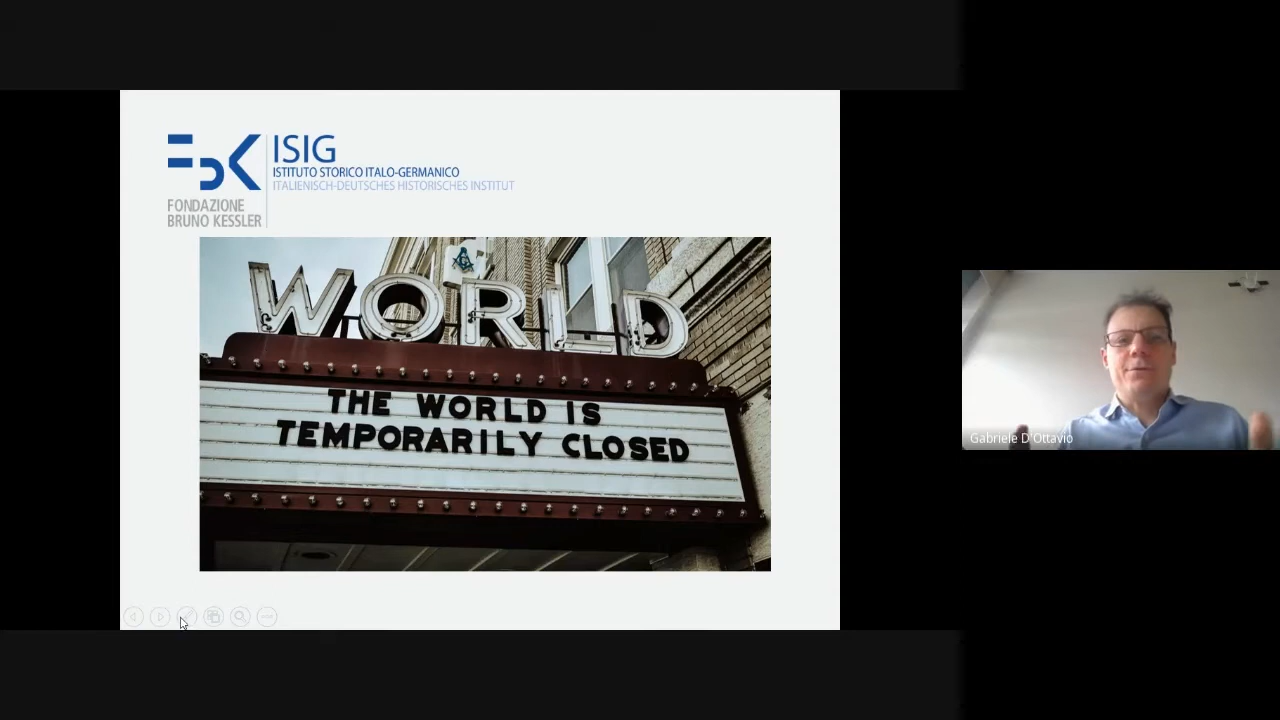 ISIG
ISTITUTO STORICO ITALO-GERMANICO
ITALIENISCH-DEUTSCHES HISTORISCHES INSTITUT
FBK
FONDAZIONE
BRUNO KESSLER
WORLD
THE WORLD IS
TEMPORARILY CLOSED
Gabriele D'Ottavio